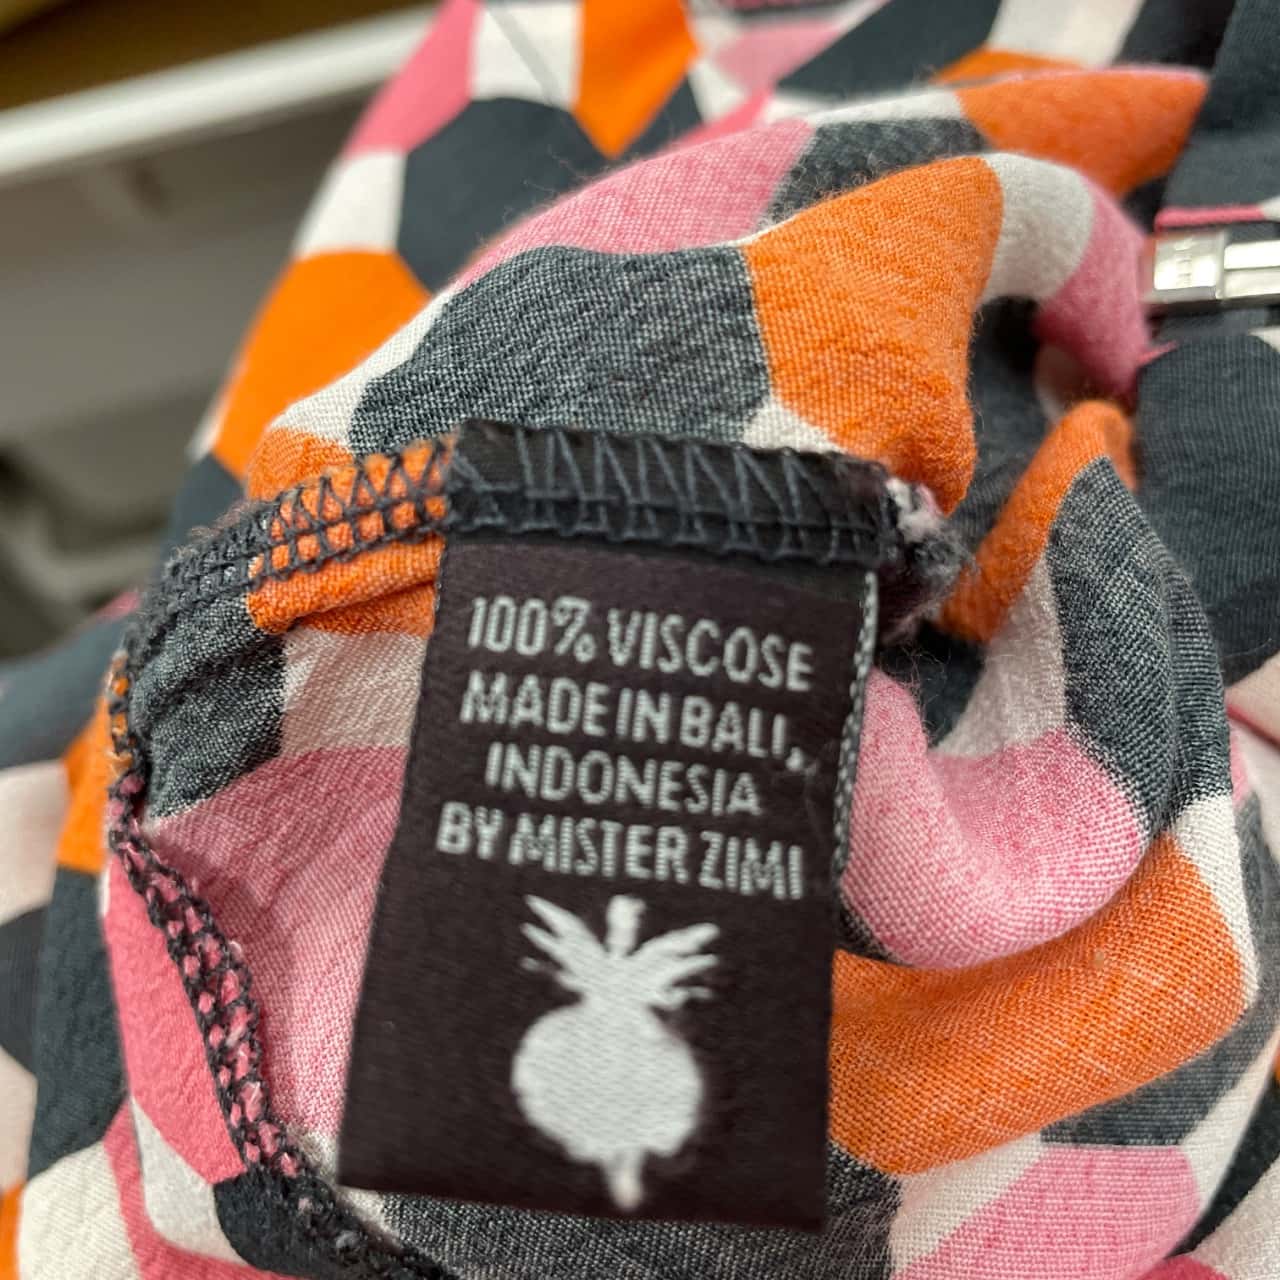 100% VISCOSE
MADE IN BALI,
INDONESIA
BY MISTER ZIMI